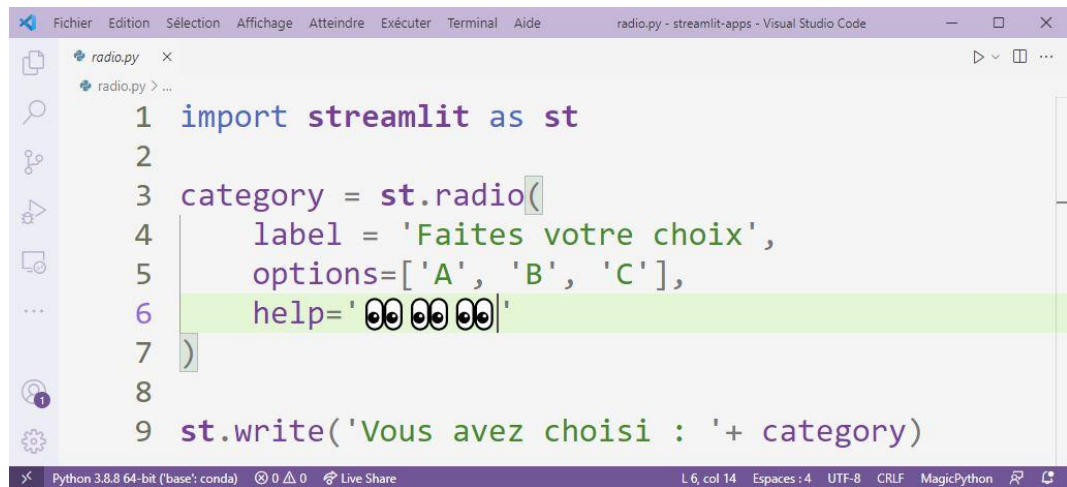 Fichier Edition Sélection Affichage Atteindre Exécuter Terminal Aide radio.py - streamlit-apps - Visual Studio Code
radio.py
radio.py > ...
1 import streamlit as st
2
3 category = st.radio(
4 label = 'Faites votre choix',
5 options=['A', 'B', 'C'],
6 help='👀👀👀'
7 )
8
9 st.write('Vous avez choisi : '+ category)
1
Python 3.8.8 64-bit ('base': conda) 0 0 Live Share L 6, col 14 Espaces : 4 UTF-8 CRLF MagicPython